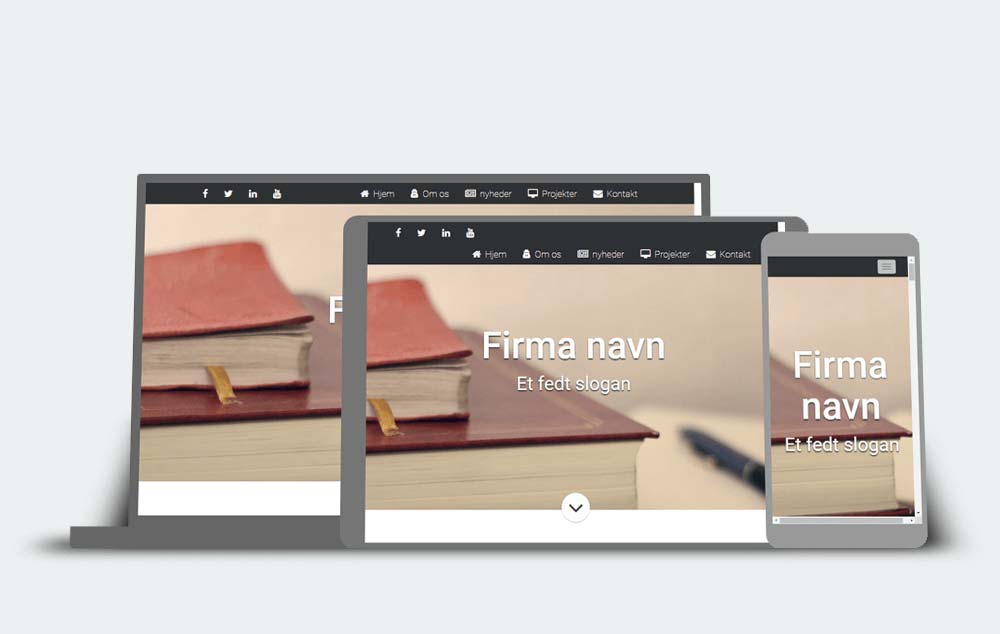 Hjem Om os nyheder Projekter Kontakt
F
Hjem Om os nyheder Projekter Kontakt
Firma navn
Et fedt slogan
Firma
navn
Et fedt slogan